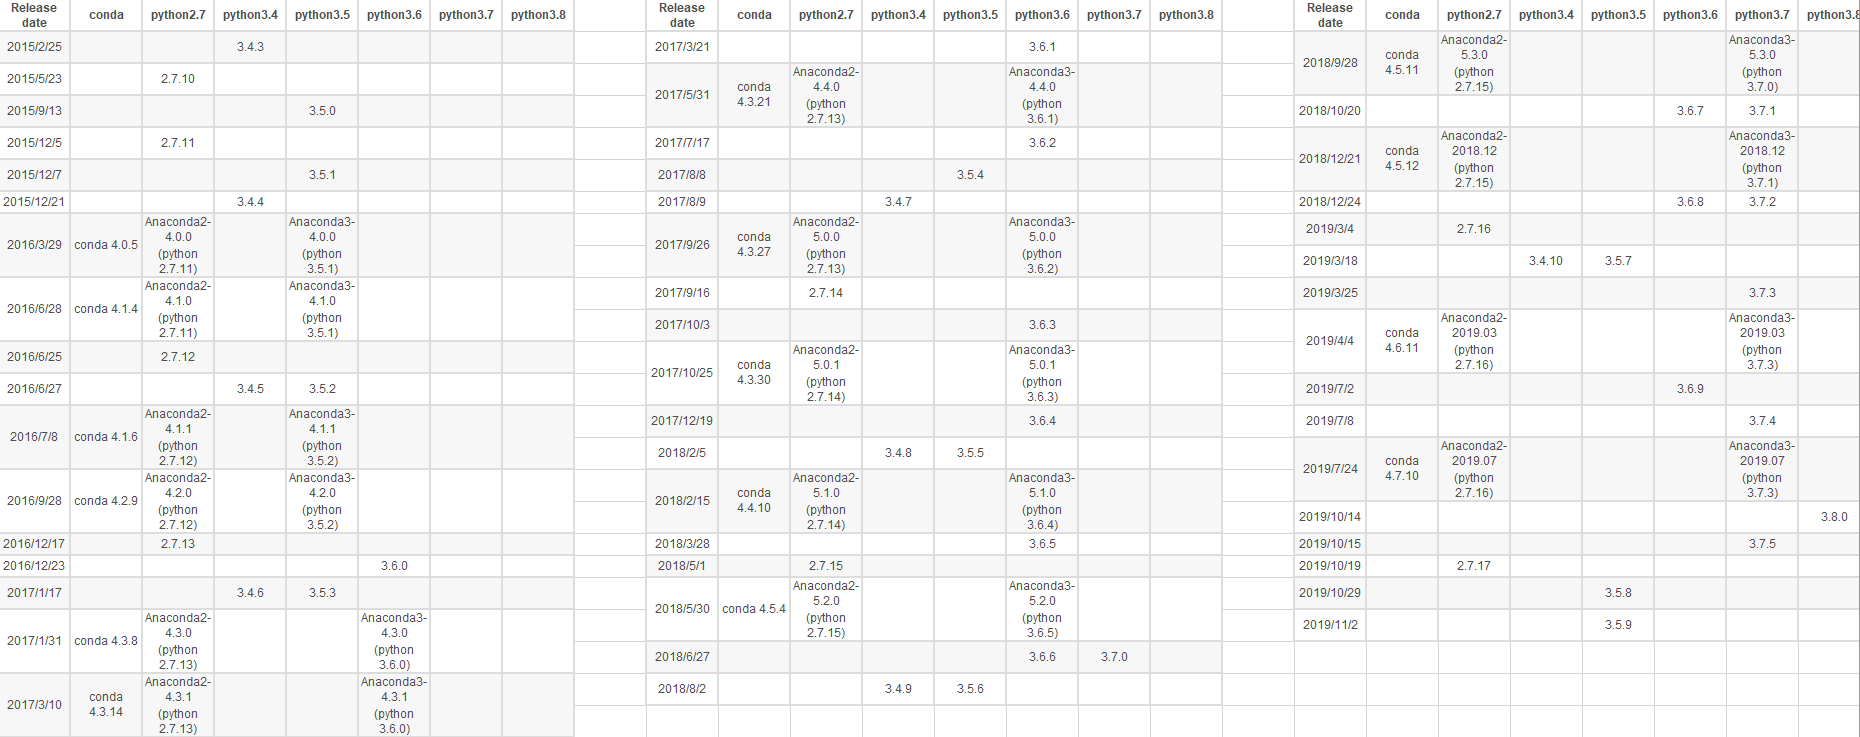 Release date conda python2.7 python3.4 python3.5 python3.6 python3.7 python3.8
2015/2/25 3.4.3
2015/5/23 2.7.10
2015/9/13 3.5.0
2015/12/5 2.7.11
2015/12/7 3.5.1
2015/12/21 3.4.4
2016/3/29 conda 4.0.5 Anaconda2-4.0.0 (python 2.7.11) Anaconda3-4.0.0 (python 3.5.1)
2016/6/28 conda 4.1.4 Anaconda2-4.1.0 (python 2.7.11) Anaconda3-4.1.0 (python 3.5.1)
2016/6/25 2.7.12
2016/6/27 3.4.5 3.5.2
2016/7/8 conda 4.1.6 Anaconda2-4.1.1 (python 2.7.12) Anaconda3-4.1.1 (python 3.5.2)
2016/9/28 conda 4.2.9 Anaconda2-4.2.0 (python 2.7.12) Anaconda3-4.2.0 (python 3.5.2)
2016/12/17 2.7.13
2016/12/23 3.6.0
2017/1/17 3.4.6 3.5.3
2017/1/31 conda 4.3.8 Anaconda2-4.3.0 (python 2.7.13) Anaconda3-4.3.0 (python 3.6.0)
2017/3/10 conda 4.3.14 Anaconda2-4.3.1 (python 2.7.13) Anaconda3-4.3.1 (python 3.6.0)
Release date conda python2.7 python3.4 python3.5 python3.6 python3.7 python3.8
2017/3/21 3.6.1
2017/5/31 conda 4.3.21 Anaconda2-4.4.0 (python 2.7.13) Anaconda3-4.4.0 (python 3.6.1)
2017/7/17 3.6.2
2017/8/8 3.5.4
2017/8/9 3.4.7
2017/9/26 conda 4.3.27 Anaconda2-5.0.0 (python 2.7.13) Anaconda3-5.0.0 (python 3.6.2)
2017/9/16 2.7.14
2017/10/3 3.6.3
2017/10/25 conda 4.3.30 Anaconda2-5.0.1 (python 2.7.14) Anaconda3-5.0.1 (python 3.6.3)
2017/12/19 3.6.4
2018/2/5 3.4.8 3.5.5
2018/2/15 conda 4.4.10 Anaconda2-5.1.0 (python 2.7.14) Anaconda3-5.1.0 (python 3.6.4)
2018/3/28 3.6.5
2018/5/1 2.7.15
2018/5/30 conda 4.5.4 Anaconda2-5.2.0 (python 2.7.15) Anaconda3-5.2.0 (python 3.6.5)
2018/6/27 3.6.6 3.7.0
2018/8/2 3.4.9 3.5.6
Release date conda python2.7 python3.4 python3.5 python3.6 python3.7 python3.8
2018/9/28 conda 4.5.11 Anaconda2-5.3.0 (python 2.7.15) Anaconda3-5.3.0 (python 3.7.0)
2018/10/20 3.6.7 3.7.1
2018/12/21 conda 4.5.12 Anaconda2-2018.12 (python 2.7.15) Anaconda3-2018.12 (python 3.7.1)
2018/12/24 3.6.8 3.7.2
2019/3/4 2.7.16
2019/3/18 3.4.10 3.5.7
2019/3/25 3.7.3
2019/4/4 conda 4.6.11 Anaconda2-2019.03 (python 2.7.16) Anaconda3-2019.03 (python 3.7.3)
2019/7/2 3.6.9
2019/7/8 3.7.4
2019/7/24 conda 4.7.10 Anaconda2-2019.07 (python 2.7.16) Anaconda3-2019.07 (python 3.7.3)
2019/10/14 3.8.0
2019/10/15 3.7.5
2019/10/19 2.7.17
2019/10/29 3.5.8
2019/11/2 3.5.9